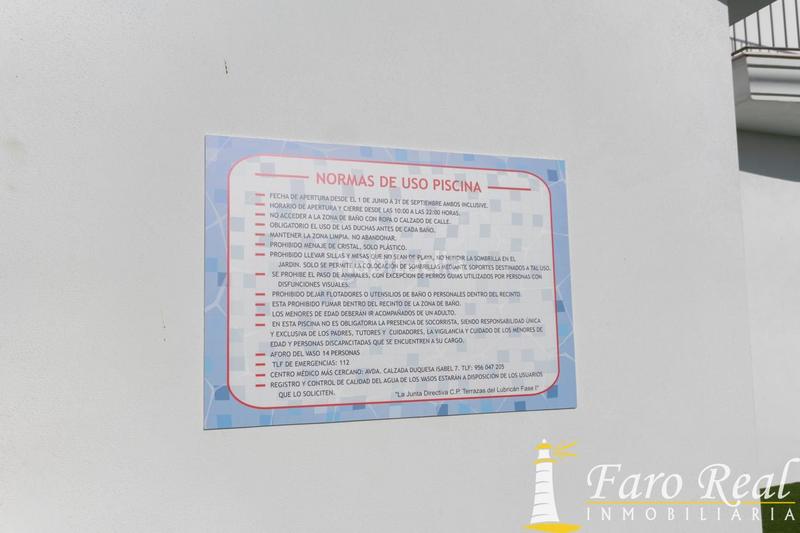 NORMAS DE USO PISCINA
FECHA DE APERTURA DESDE EL 1 DE JUNIO A 31 DE SEPTIEMBRE AMBOS INCLUSIVE.
HORARIO DE APERTURA Y CIERRE DESDE LAS 10:00 A LAS 22:00 HORAS.
NO ACCEDER A LA ZONA DE BAÑO CON ROPA O CALZADO DE CALLE.
OBLIGATORIO EL USO DE LAS DUCHAS ANTES DE CADA BAÑO.
MANTENER LA ZONA LIMPIA. NO ABANDONAR.
PROHIBIDO MENAJE DE CRISTAL, SOLO PLÁSTICO.
PROHIBIDO LLEVAR SILLAS Y MESAS QUE NO SEAN DE PLAYA, NO HUNDIR LA SOMBRILLA EN EL
JARDIN. SOLO SE PERMITE LA COLOCACIÓN DE SOMBRILLAS MEDIANTE SOPORTES DESTINADOS A TAL USO.
SE PROHIBE EL PASO DE ANIMALES, CON EXCEPCION DE PERROS GUIAS UTILIZADOS POR PERSONAS CON
DISFUNCIONES VISUALES.
PROHIBIDO DEJAR FLOTADORES O UTENSILIOS DE BAÑO O PERSONALES DENTRO DEL RECINTO.
ESTA PROHIBIDO FUMAR DENTRO DEL RECINTO DE LA ZONA DE BAÑO.
LOS MENORES DE EDAD DEBERÁN IR ACOMPAÑADOS DE UN ADULTO.
EN ESTA PISCINA NO ES OBLIGATORIA LA PRESENCIA DE SOCORRISTA, SIENDO RESPONSABILIDAD ÚNICA
Y EXCLUSIVA DE LOS PADRES, TUTORES Y CUIDADORES, LA VIGILANCIA Y CUIDADO DE LOS MENORES DE
EDAD Y PERSONAS DISCAPACITADAS QUE SE ENCUENTREN A SU CARGO.
AFORO DEL VASO 14 PERSONAS
TLF DE EMERGENCIAS: 112
CENTRO MÉDICO MÁS CERCANO: AVDA. CALZADA DUQUESA ISABEL 7. TLF: 956 047 205
REGISTRO Y CONTROL DE CALIDAD DEL AGUA DE LOS VASOS ESTARÁN A DISPOSICIÓN DE LOS USUARIOS
QUE LO SOLICITEN.
"La Junta Directiva C.P. Terrazas del Lubricán Fase I"
Faro Real
INMOBILIARIA